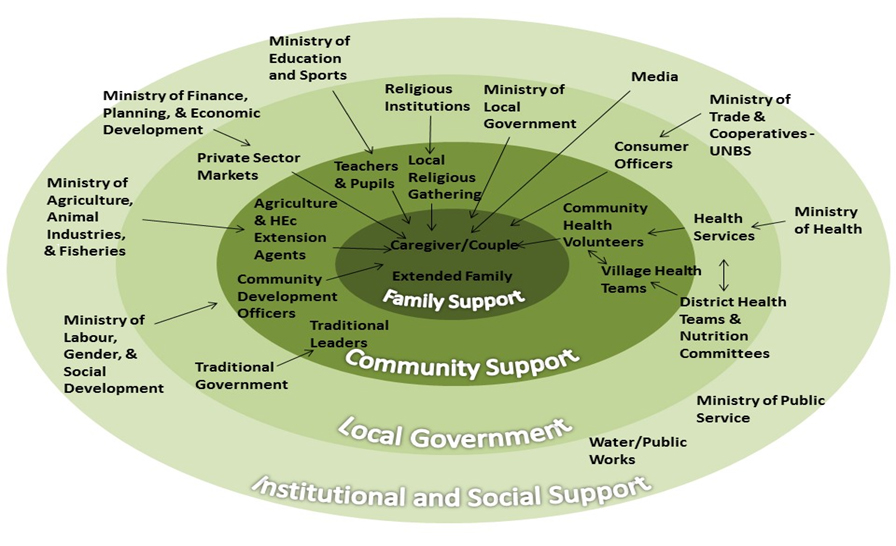 Ministry of
Education
and Sports
Ministry of Finance,
Planning, & Economic
Development
Religious
Institutions
Ministry of
Local
Government
Media
Ministry of
Trade &
Cooperatives-
UNBS
Private Sector
Markets
Teachers
& Pupils
Local
Religious
Gathering
Consumer
Officers
Ministry of
Agriculture,
Animal
Industries,
& Fisheries
Agriculture
& HEc
Extension
Agents
Community
Health
Volunteers
Health
Services
Ministry
of Health
Caregiver/Couple
Extended Family
Family Support
Community
Development
Officers
Village Health
Teams
District Health
Teams &
Nutrition
Committees
Ministry of
Labour,
Gender, &
Social
Development
Traditional
Leaders
Traditional
Government
Community Support
Ministry of Public
Service
Local Government
Water/Public
Works
Institutional and Social Support